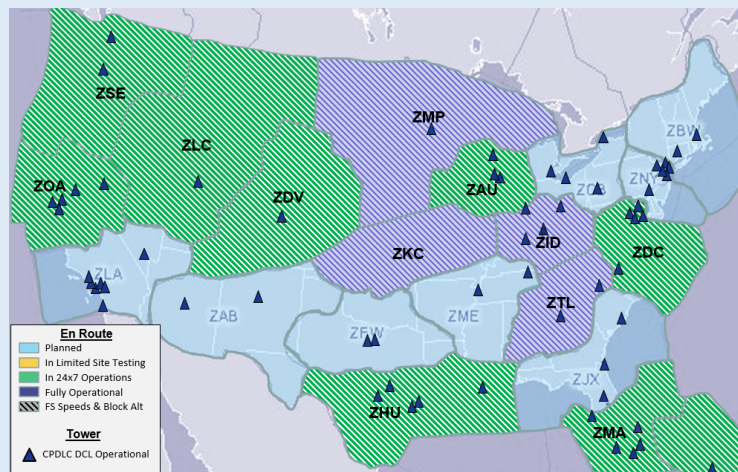 ZSE
ZMP
ZBW
ZLC
ZOA
ZAU
ZOB
ZNY
ZDV
ZID
ZDC
ZKC
ZLA
ZAB
ZFW
ZME
ZTL
ZJX
ZHU
ZMA
En Route
Planned
In Limited Site Testing
In 24x7 Operations
Fully Operational
FS Speeds & Block Alt
Tower
CPDLC DCL Operational